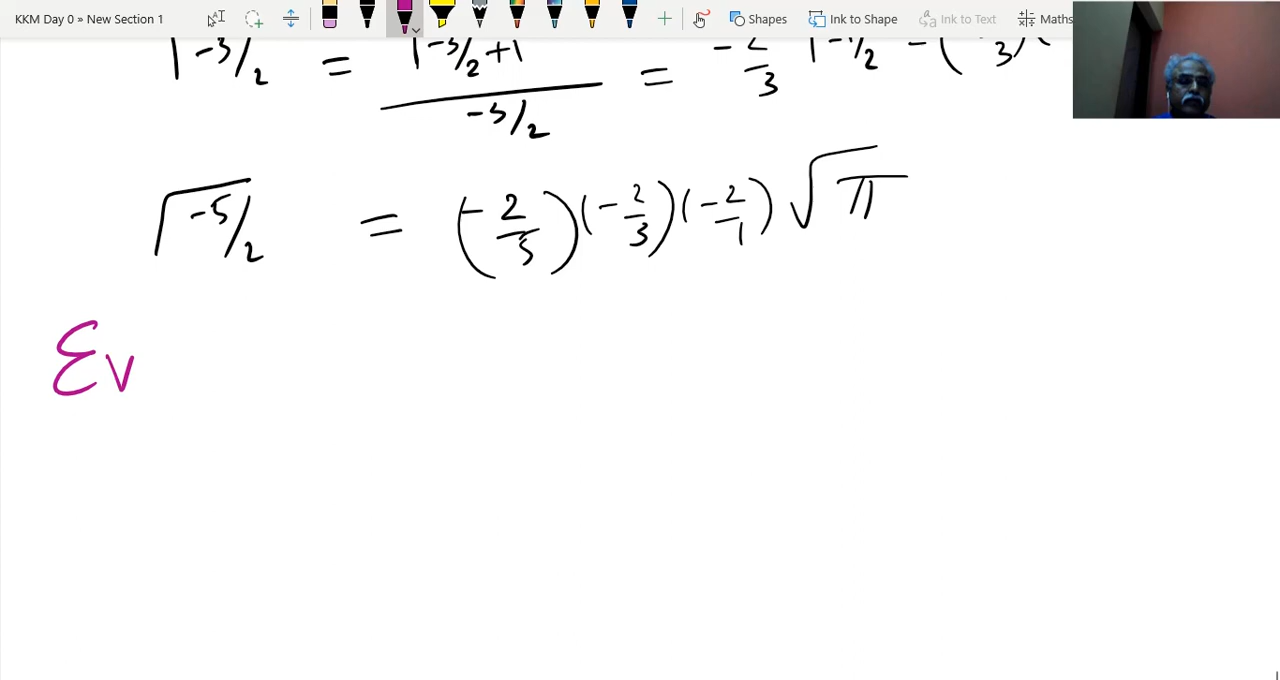 KKM Day 0 » New Section 1 Shapes Ink to Shape Ink to Text Maths
Γ-3/2 = Γ-3/2+1 / -3/2 = -2/3 Γ-1/2 = (
Γ-5/2 = (-2/5)(-2/3)(-2/1)√π
Ev